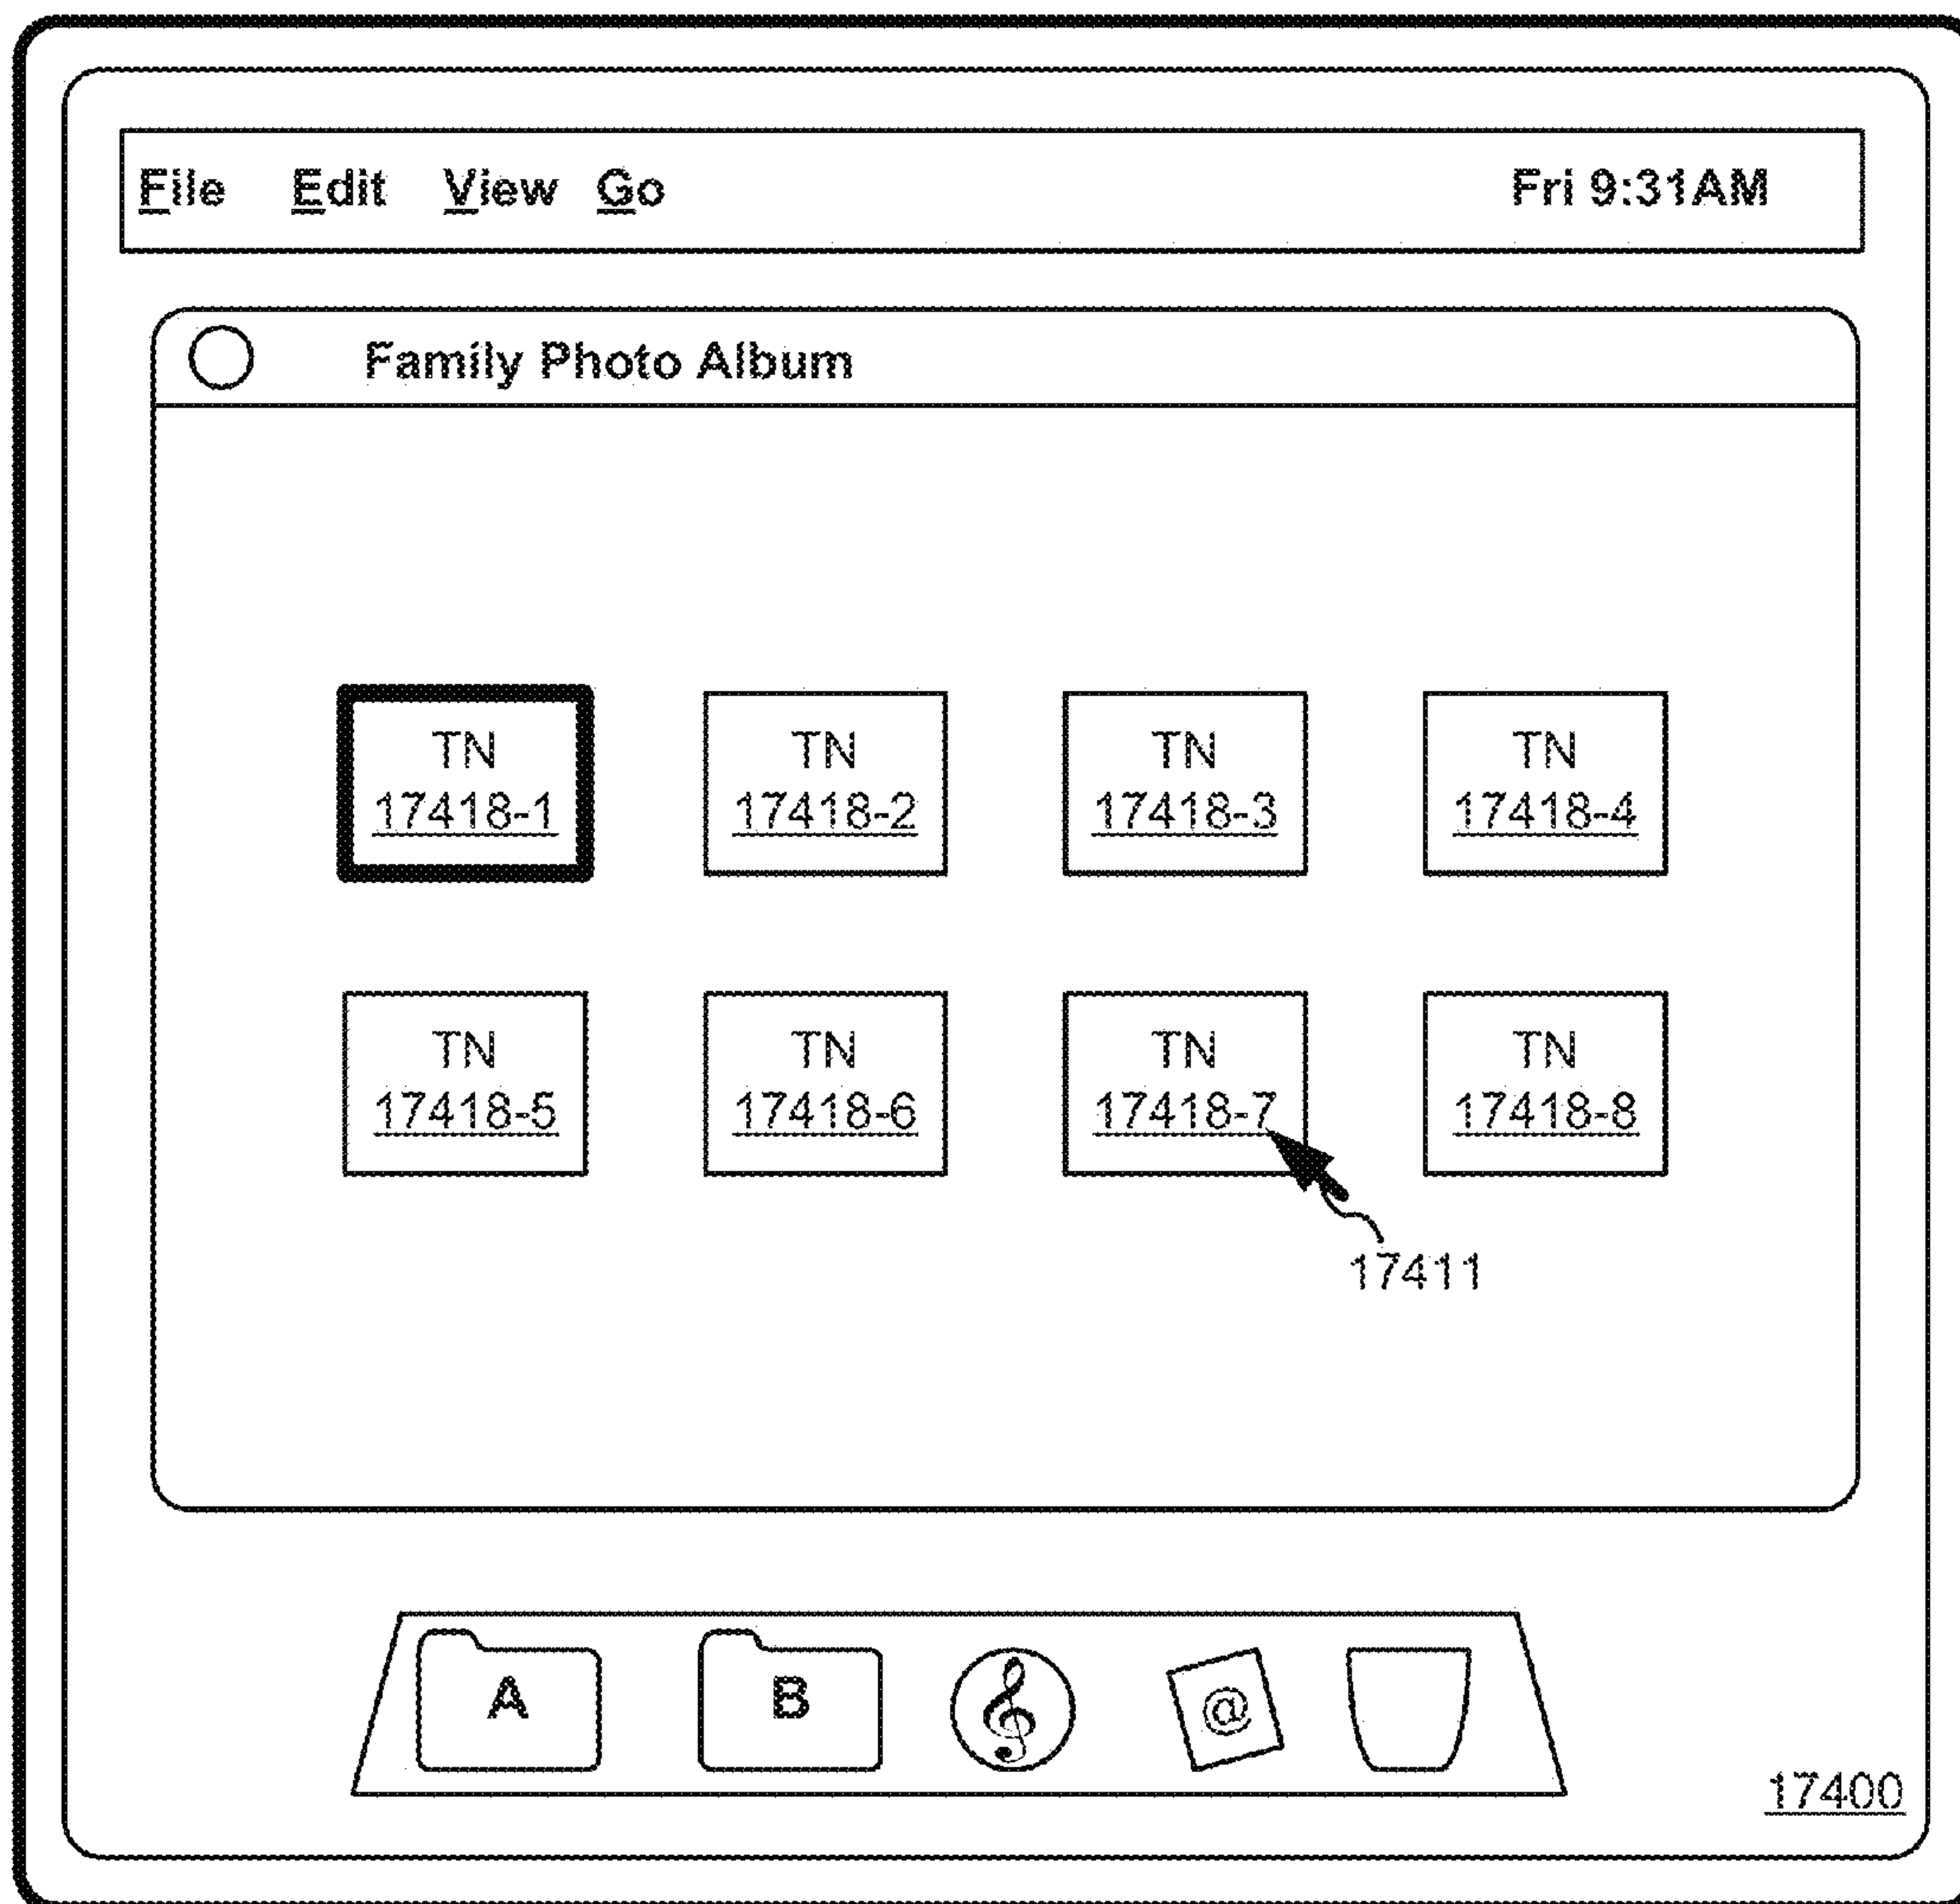 File Edit View Go Fri 9:31AM
Family Photo Album
TN TN TN TN
17418-1 17418-2 17418-3 17418-4
TN TN TN TN
17418-5 17418-6 17418-7 17418-8
17411
A B @
17400